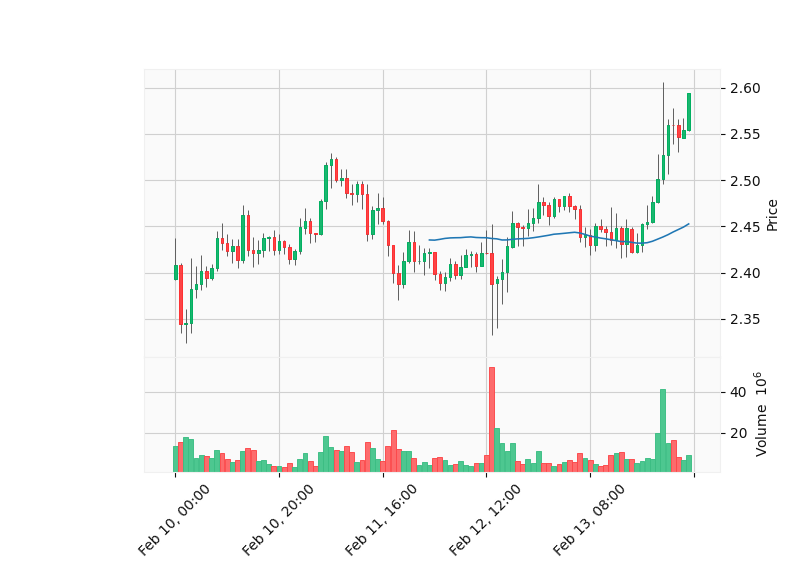 2.60
2.55
2.50
2.45
2.40
2.35
Price
40
20
Volume 10^6
Feb 10, 00:00
Feb 10, 20:00
Feb 11, 16:00
Feb 12, 12:00
Feb 13, 08:00